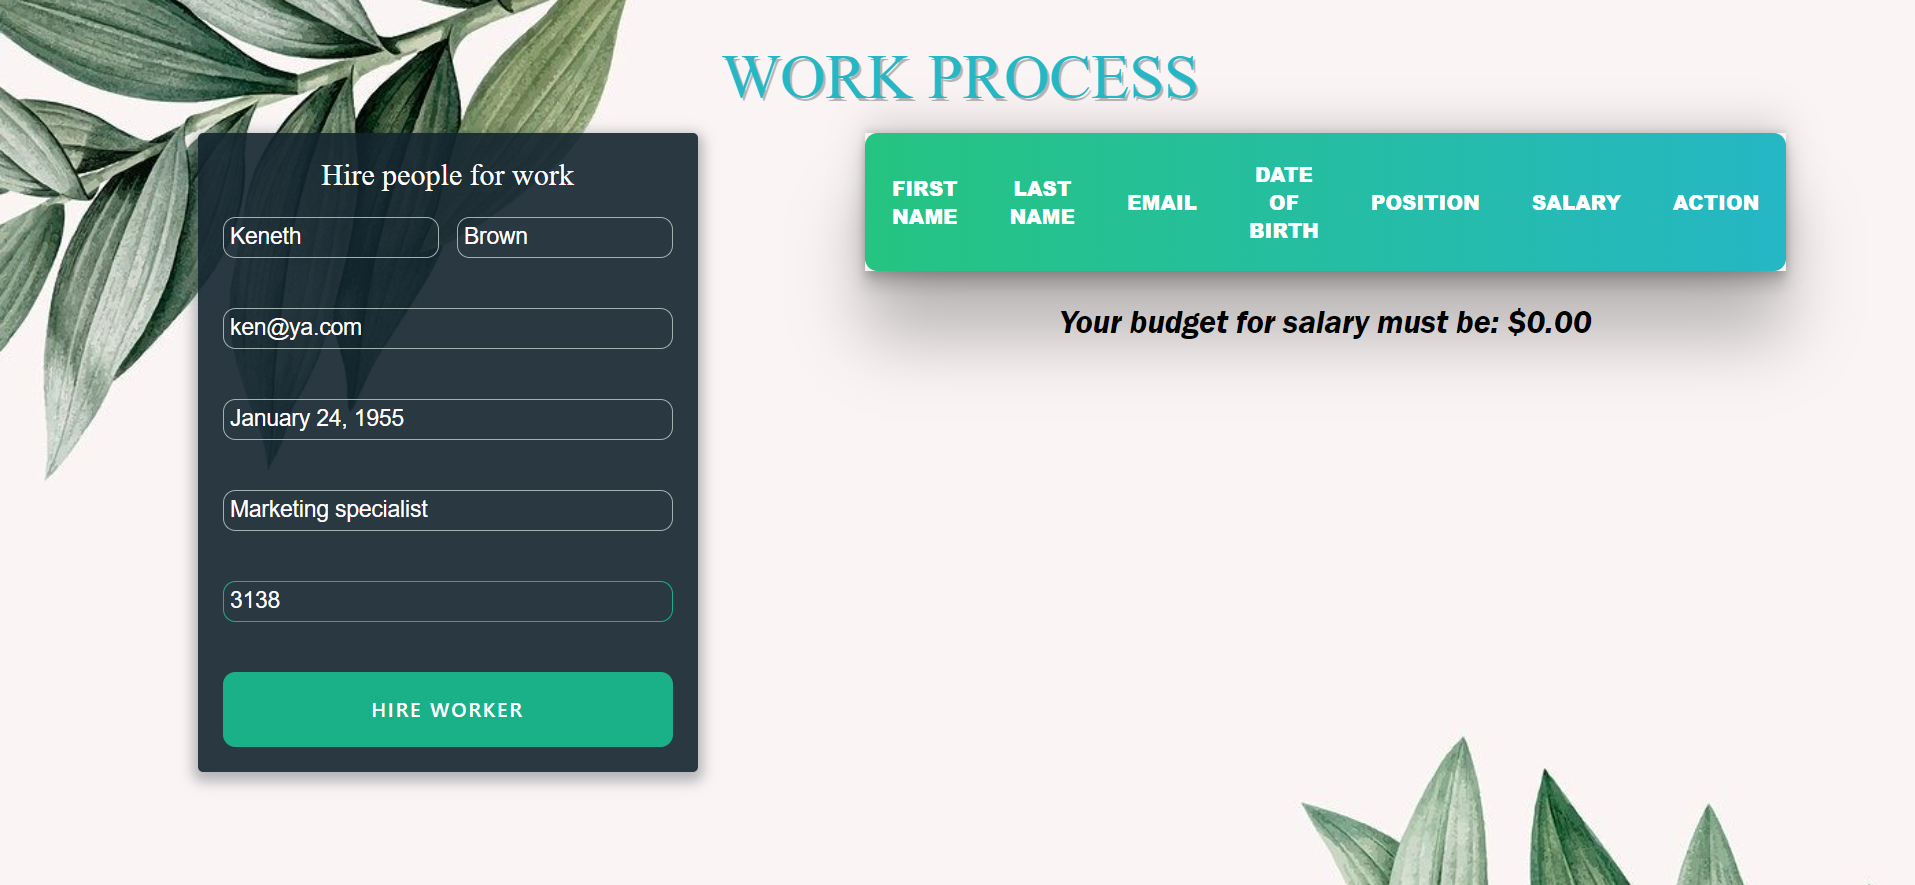 WORK PROCESS
Hire people for work
Keneth Brown
ken@ya.com
January 24, 1955
Marketing specialist
3138
HIRE WORKER
FIRST NAME LAST NAME EMAIL DATE OF BIRTH POSITION SALARY ACTION
Your budget for salary must be: $0.00